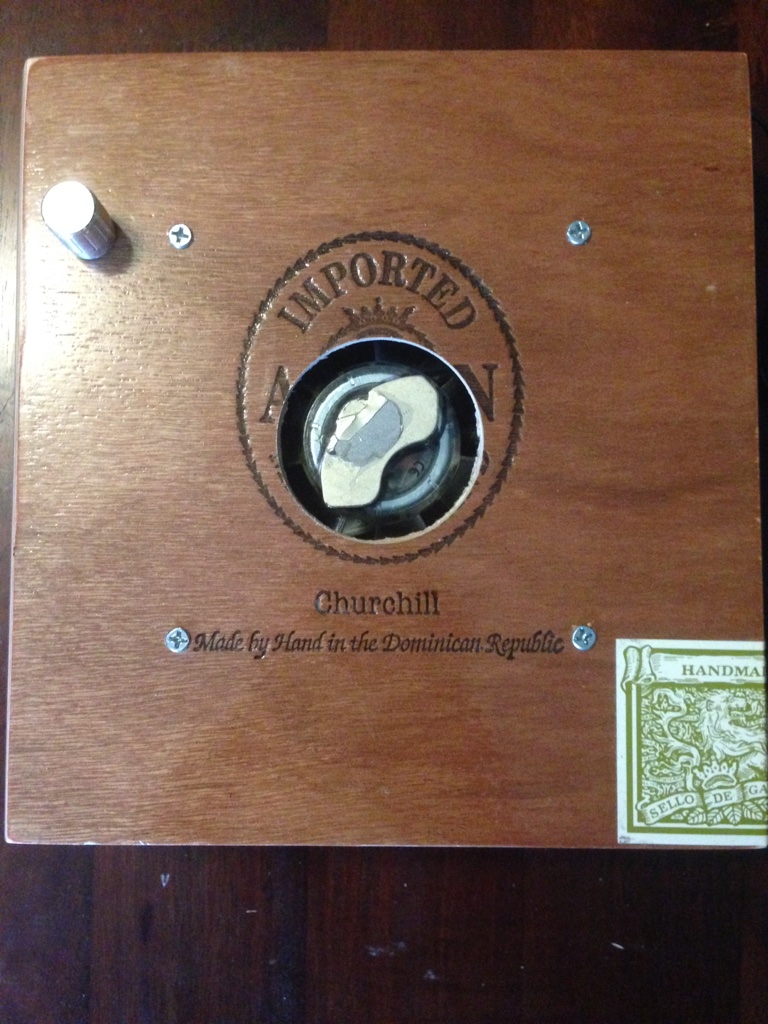 IMPORTED
Churchill
Made by Hand in the Dominican Republic
HANDMA
SELLO DE GA